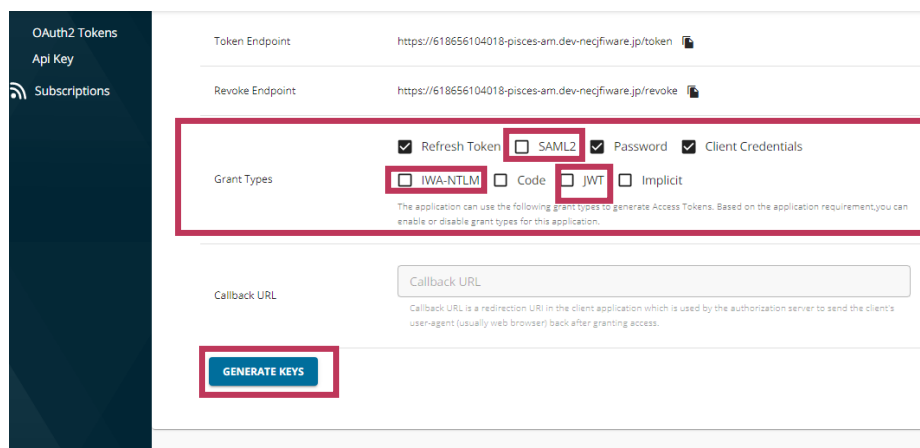 OAuth2 Tokens
Api Key
Subscriptions
Token Endpoint
https://618656104018-pisces-am.dev-necjfiware.jp/token
Revoke Endpoint
https://618656104018-pisces-am.dev-necjfiware.jp/revoke
Grant Types
Refresh Token SAML2 Password Client Credentials
IWA-NTLM Code JWT Implicit
The application can use the following grant types to generate Access Tokens. Based on the application requirement,you can
enable or disable grant types for this application.
Callback URL
Callback URL
Callback URL is a redirection URI in the client application which is used by the authorization server to send the client's
user-agent (usually web browser) back after granting access.
GENERATE KEYS